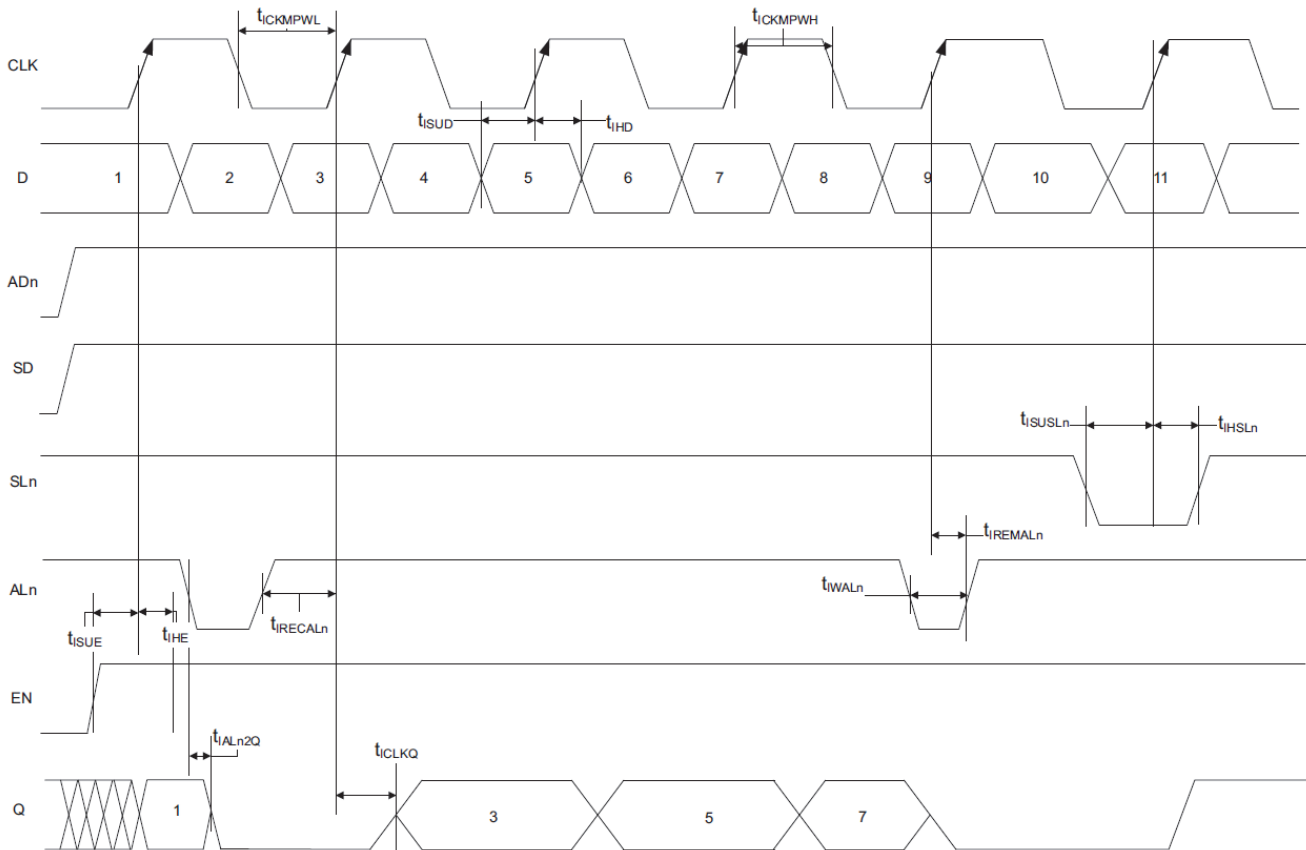 tICKMPWL tICKMPWH
CLK
tISUD tIHD
D 1 2 3 4 5 6 7 8 9 10 11
ADn
SD
tISUSLn tIHSLn
SLn
tIREMALn
ALn
tIWALn
tISUE tIHE tIRECALn
EN
tIALn2Q tICLKQ
Q 1 3 5 7